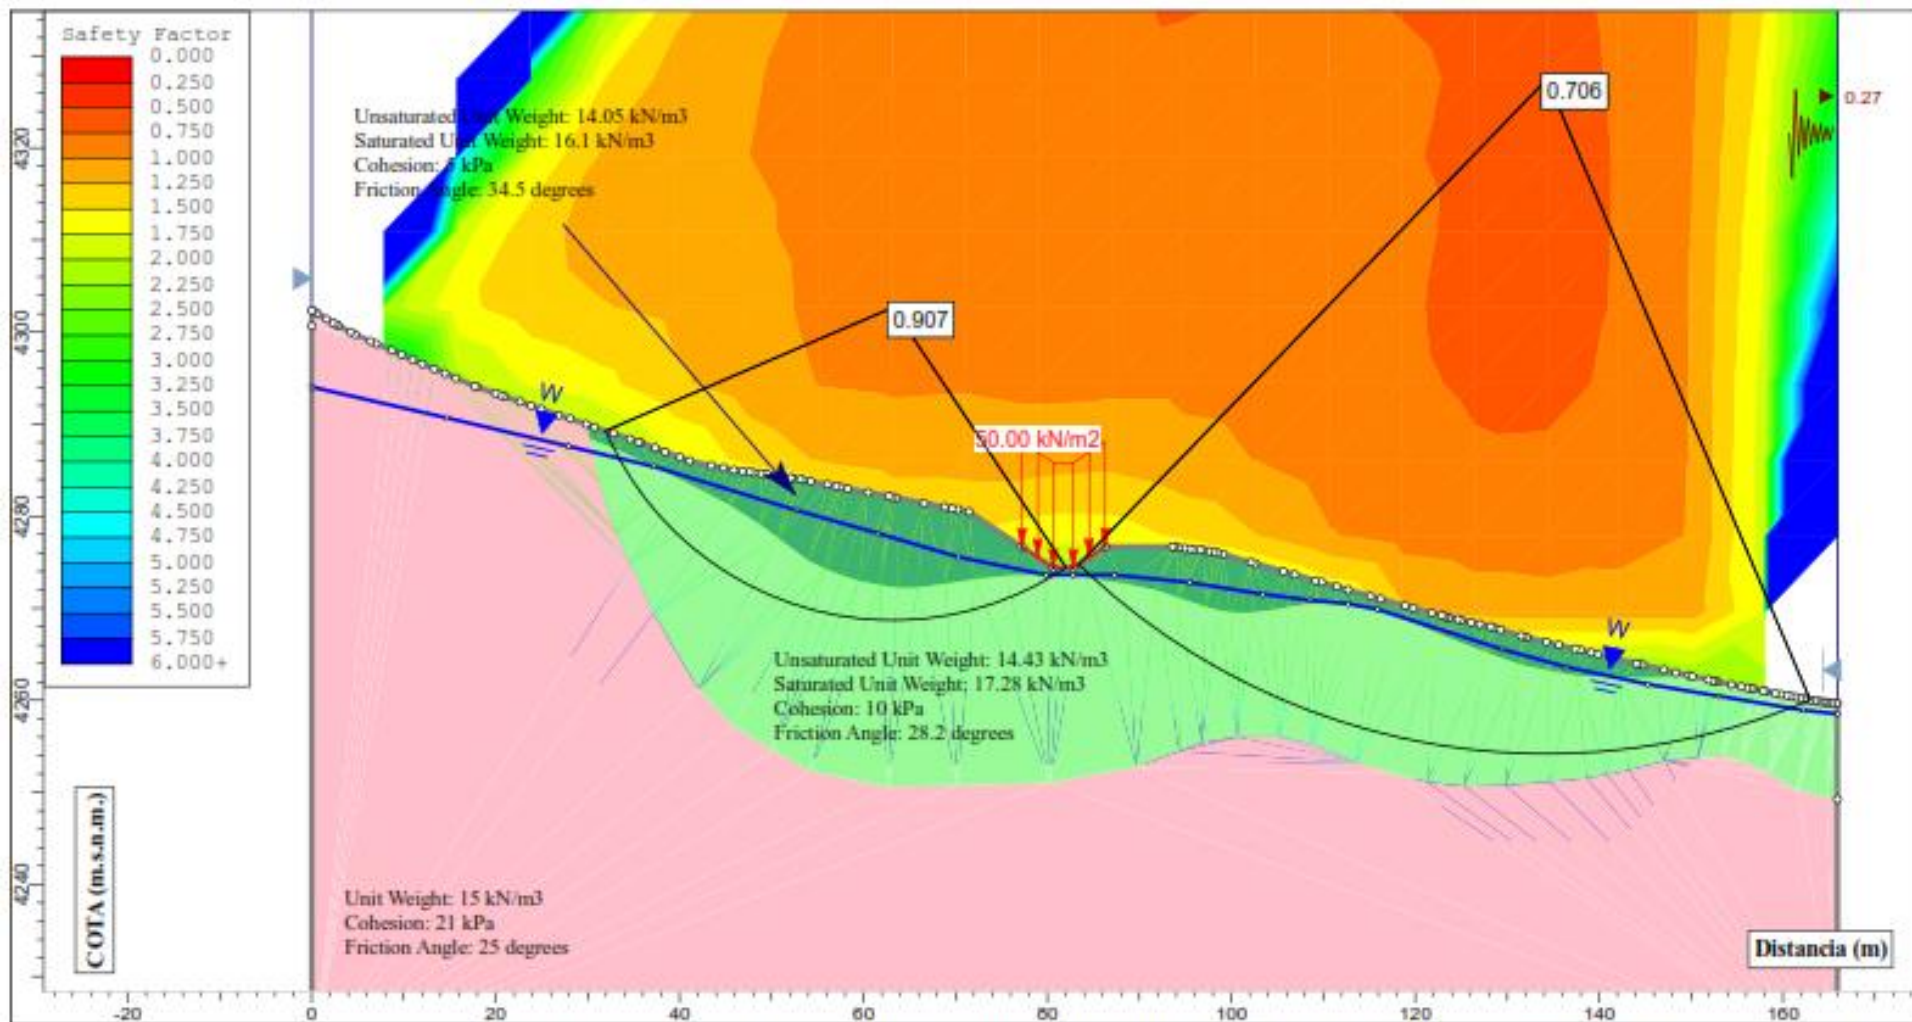 Safety Factor
0.000
0.250
0.500
0.750
1.000
1.250
1.500
1.750
2.000
2.250
2.500
2.750
3.000
3.250
3.500
3.750
4.000
4.250
4.500
4.750
5.000
5.250
5.500
5.750
6.000+
Unsaturated Unit Weight: 14.05 kN/m3
Saturated Unit Weight: 16.1 kN/m3
Cohesion: kPa
Friction Angle: 34.5 degrees
0.706
0.27
0.907
W
50.00 kN/m2
W
Unsaturated Unit Weight: 14.43 kN/m3
Saturated Unit Weight: 17.28 kN/m3
Cohesion: 10 kPa
Friction Angle: 28.2 degrees
Unit Weight: 15 kN/m3
Cohesion: 21 kPa
Friction Angle: 25 degrees
COTA (m.s.n.m.)
Distancia (m)
4320
4300
4280
4260
4240
-20 0 20 40 60 80 100 120 140 160